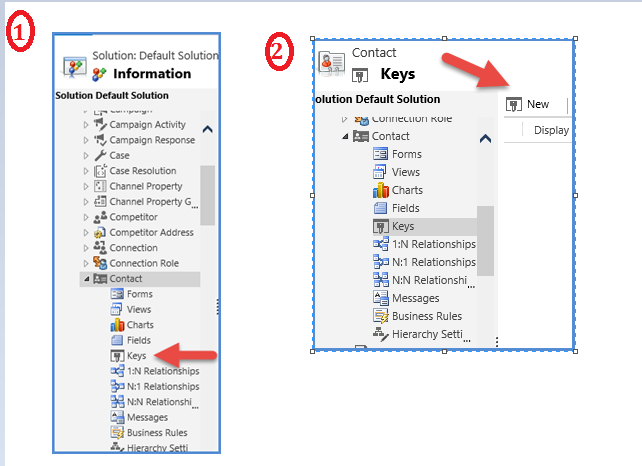 1
Solution: Default Solution
Information
Solution Default Solution
Campaign
Campaign Activity
Campaign Response
Case
Case Resolution
Channel Property
Channel Property G...
Competitor
Competitor Address
Connection
Connection Role
Contact
Forms
Views
Charts
Fields
Keys
1:N Relationships
N:1 Relationships
N:N Relationshi...
Messages
Business Rules
Hierarchy Setti
2
Contact
Keys
olution Default Solution
New
Display
Connection Role
Contact
Forms
Views
Charts
Fields
Keys
1:N Relationships
N:1 Relationships
N:N Relationshi...
Messages
Business Rules
Hierarchy Setti...